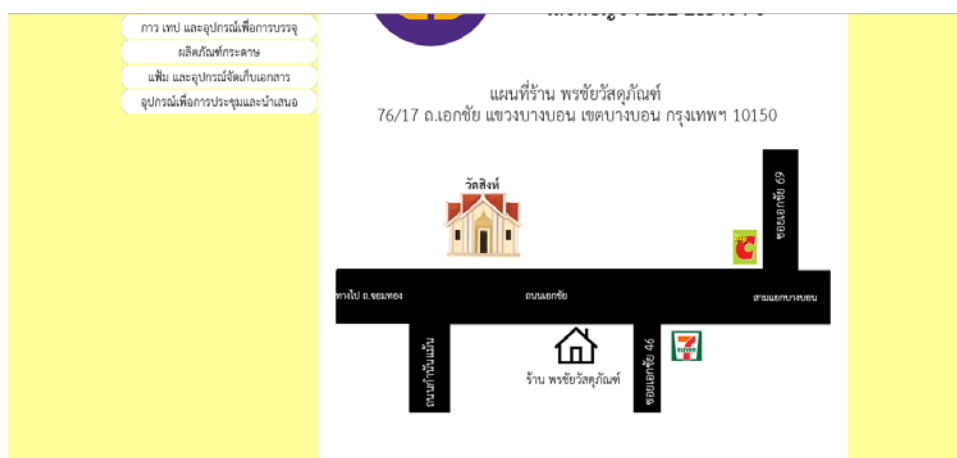 กาว เทป และอุปกรณ์เพื่อการบรรจุ
ผลิตภัณฑ์กระดาษ
แฟ้ม และอุปกรณ์จัดเก็บเอกสาร
อุปกรณ์เพื่อการประชุมและนำเสนอ
แผนที่ร้าน พรชัยวัสดุภัณฑ์
76/17 ถ.เอกชัย แขวงบางบอน เขตบางบอน กรุงเทพฯ 10150
วัดสิงห์
ซอยเอกชัย 69
Big C
ทางไป ถ.จอมทอง
ถนนเอกชัย
สามแยกบางบอน
ถนนกำนันแม้น
ร้าน พรชัยวัสดุภัณฑ์
ซอยเอกชัย 46
7 ELEVEN